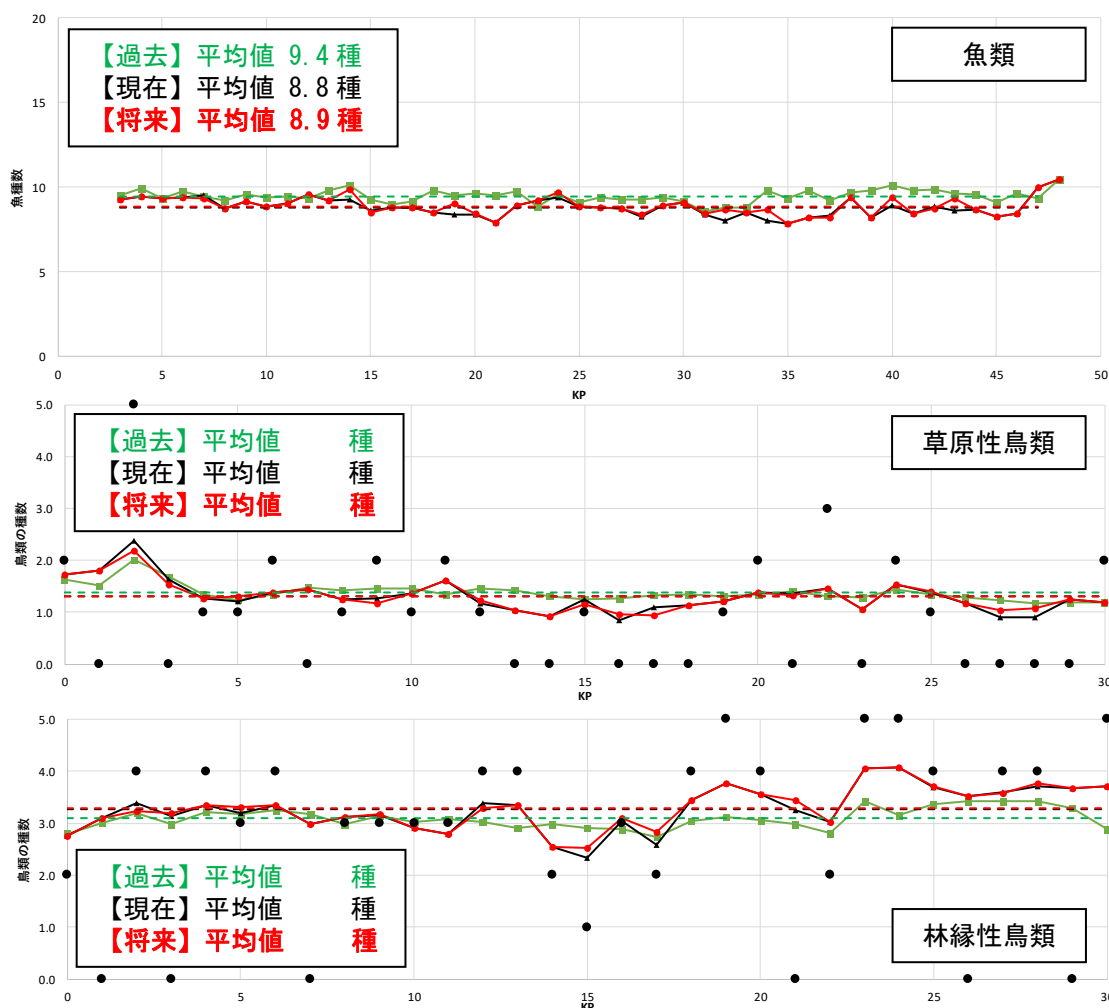 【過去】平均値 9.4 種
【現在】平均値 8.8 種
【将来】平均値 8.9 種
魚類
魚種数
20
15
10
5
0
0 5 10 15 20 25 30 35 40 45 50
KP
【過去】平均値 種
【現在】平均値 種
【将来】平均値 種
草原性鳥類
鳥類の種数
5.0
4.0
3.0
2.0
1.0
0.0
0 5 10 15 20 25 30
KP
林縁性鳥類
鳥類の種数
5.0
4.0
3.0
2.0
1.0
0.0
【過去】平均値 種
【現在】平均値 種
【将来】平均値 種
0 5 10 15 20 25 30
KP